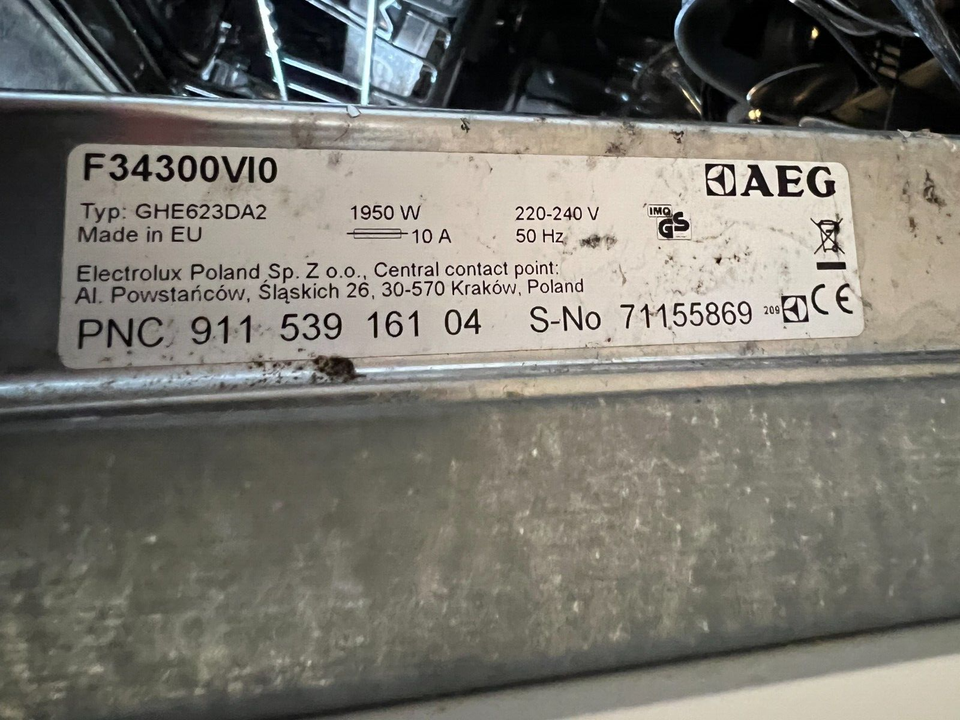 F34300VI0
AEG
Typ: GHE623DA2 1950 W 220-240 V IMQ
Made in EU 10 A 50 Hz GS
Electrolux Poland Sp. Z o.o., Central contact point:
Al. Powstańców, Śląskich 26, 30-570 Kraków, Poland
PNC 911 539 161 04 S-No 71155869 209 CE